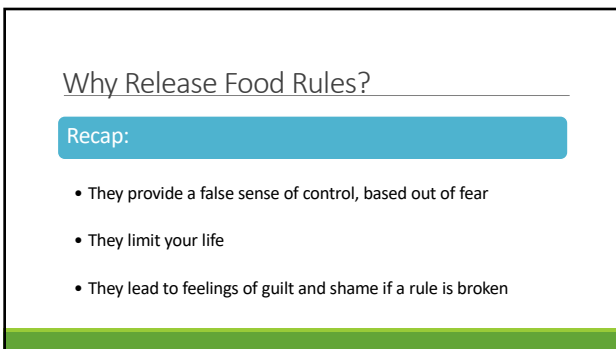 Why Release Food Rules?
Recap:
• They provide a false sense of control, based out of fear
• They limit your life
• They lead to feelings of guilt and shame if a rule is broken